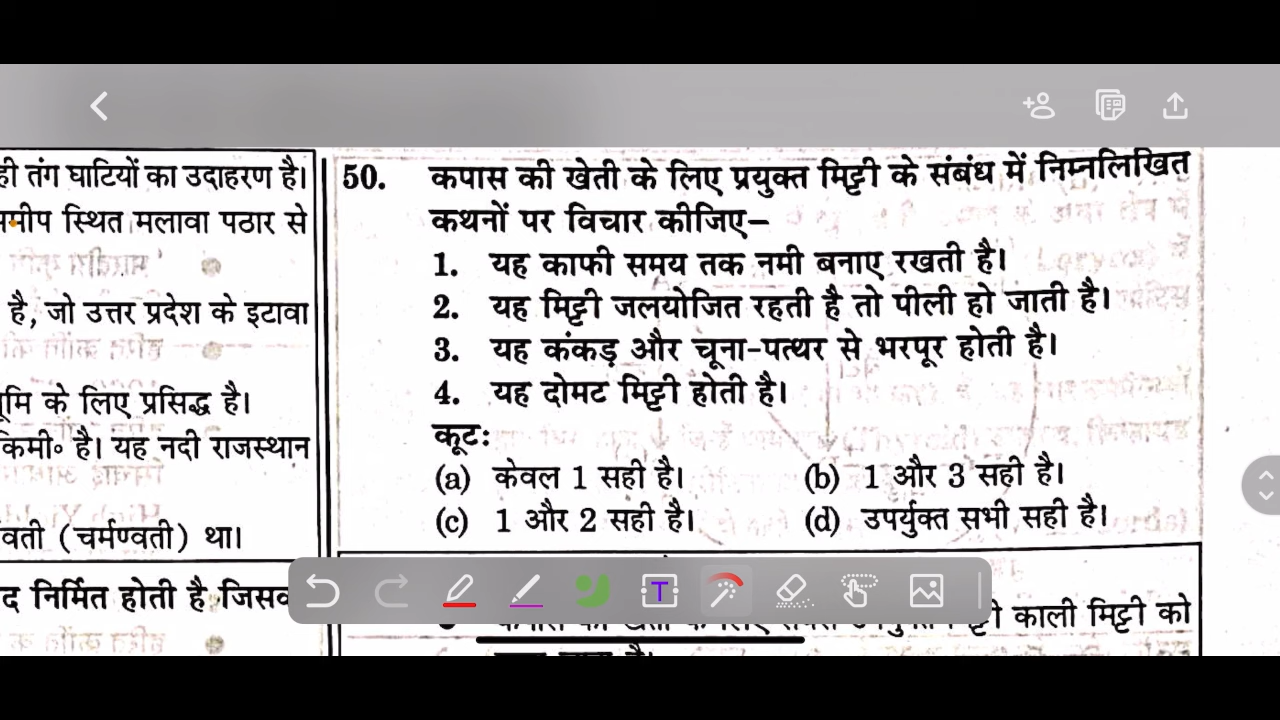 ही तंग घाटियों का उदाहरण है।
समीप स्थित मलावा पठार से
है, जो उत्तर प्रदेश के इटावा
के लिए प्रसिद्ध है।
किमी॰ है। यह नदी राजस्थान
(चर्मण्वती) था।
निर्मित होती है
50. कपास की खेती के लिए प्रयुक्त मिट्टी के संबंध में निम्नलिखित
कथनों पर विचार कीजिए–
1. यह काफी समय तक नमी बनाए रखती है।
2. यह मिट्टी जलयोजित रहती है तो पीली हो जाती है।
3. यह कंकड़ और चूना-पत्थर से भरपूर होती है।
4. यह दोमट मिट्टी होती है।
कूटः
(a) केवल 1 सही है। (b) 1 और 3 सही है।
(c) 1 और 2 सही है। (d) उपर्युक्त सभी सही है।
T
काली मिट्टी को